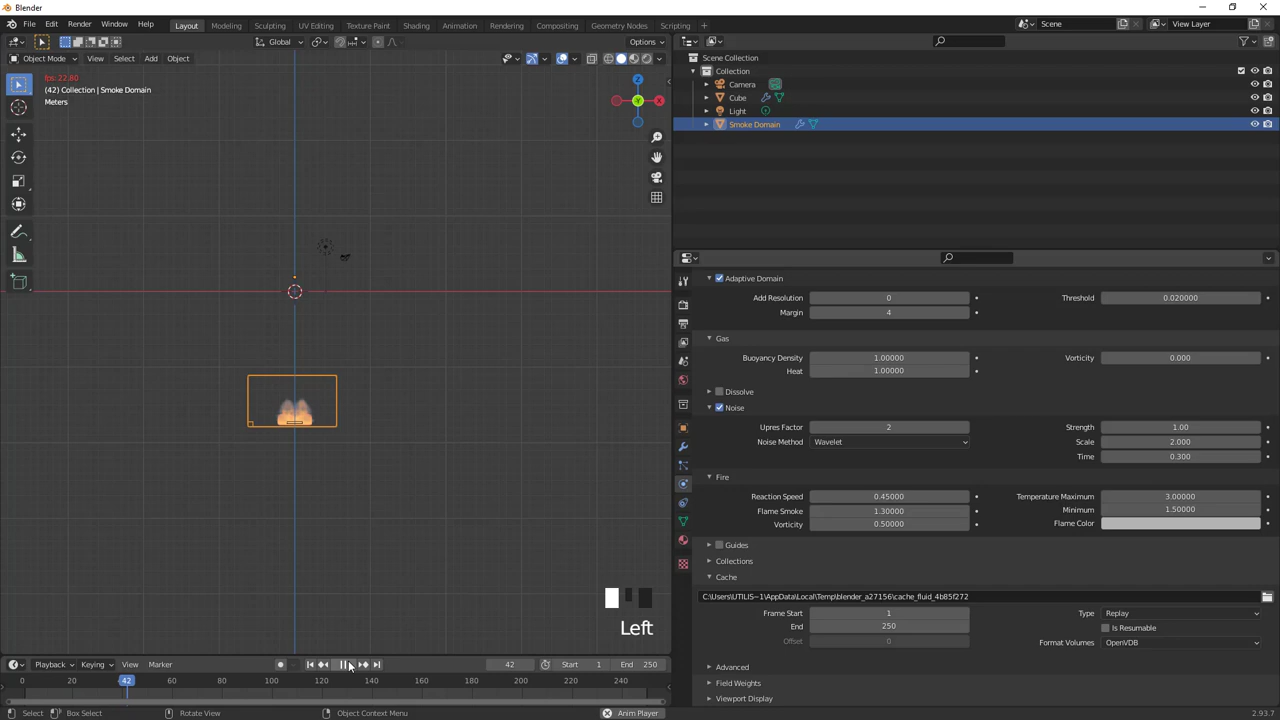 Blender
File Edit Render Window Help Layout Modeling Sculpting UV Editing Texture Paint Shading Animation Rendering Compositing Geometry Nodes Scripting + Scene View Layer
Global Options
Object Mode View Select Add Object
fps: 22.80
(42) Collection | Smoke Domain
Meters
Z
Y
X
Scene Collection
Collection
Camera
Cube
Light
Smoke Domain
Adaptive Domain
Add Resolution 0 Threshold 0.020000
Margin 4
Gas
Buoyancy Density 1.00000 Vorticity 0.000
Heat 1.00000
Dissolve
Noise
Upres Factor 2 Strength 1.00
Noise Method Wavelet Scale 2.000
Time 0.300
Fire
Reaction Speed 0.45000 Temperature Maximum 3.00000
Flame Smoke 1.30000 Minimum 1.50000
Vorticity 0.50000 Flame Color
Guides
Collections
Cache
C:\Users\UTILIS~1\AppData\Local\Temp\blender_a27156\cache_fluid_4b85f272
Frame Start 1 Type Replay
End 250 Is Resumable
Offset 0 Format Volumes OpenVDB
Advanced
Field Weights
Viewport Display
Left
Playback Keying View Marker 42 Start 1 End 250
0 20 42 60 80 100 120 140 160 180 200 220 240
Select Box Select Rotate View Object Context Menu Anim Player 2.93.7